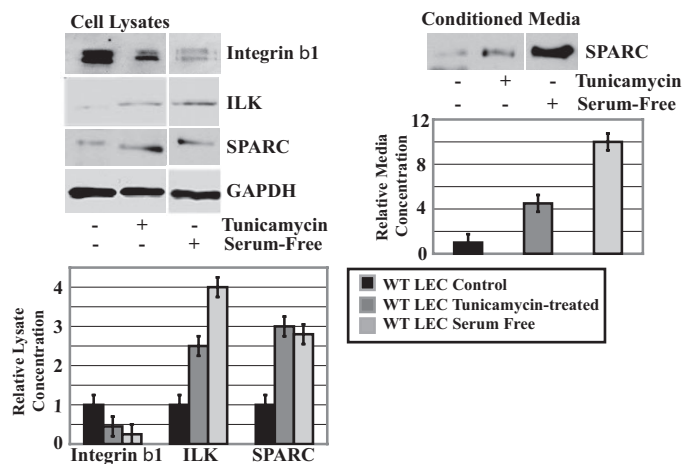 Cell Lysates
Integrin b1
ILK
SPARC
GAPDH
- + - Tunicamycin
- - + Serum-Free
Conditioned Media
SPARC
- + - Tunicamycin
- - + Serum-Free
Relative Media
Concentration
12
8
4
0
WT LEC Control
WT LEC Tunicamycin-treated
WT LEC Serum Free
Relative Lysate
Concentration
4
3
2
1
0
Integrin b1 ILK SPARC